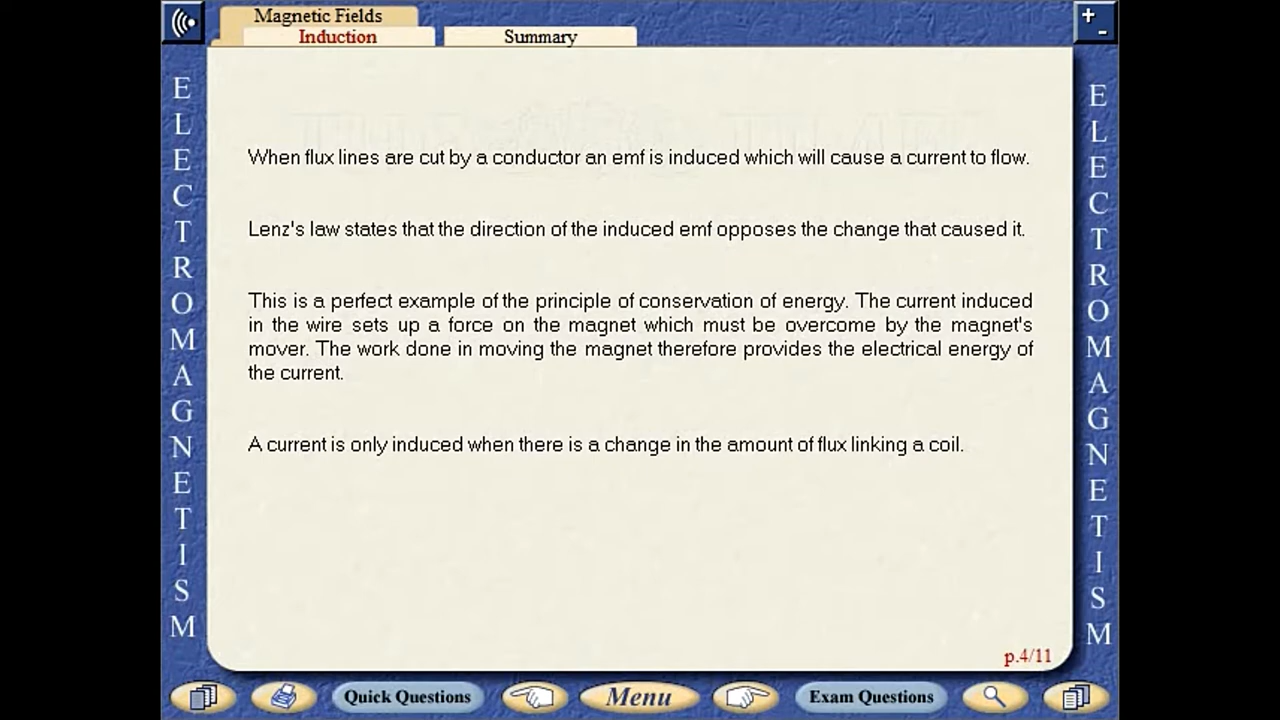 Magnetic Fields
Induction
Summary
+
-
E
L
E
C
T
R
O
M
A
G
N
E
T
I
S
M
When flux lines are cut by a conductor an emf is induced which will cause a current to flow.
Lenz's law states that the direction of the induced emf opposes the change that caused it.
This is a perfect example of the principle of conservation of energy. The current induced
in the wire sets up a force on the magnet which must be overcome by the magnet's
mover. The work done in moving the magnet therefore provides the electrical energy of
the current.
A current is only induced when there is a change in the amount of flux linking a coil.
p.4/11
E
L
E
C
T
R
O
M
A
G
N
E
T
I
S
M
Quick Questions
Menu
Exam Questions